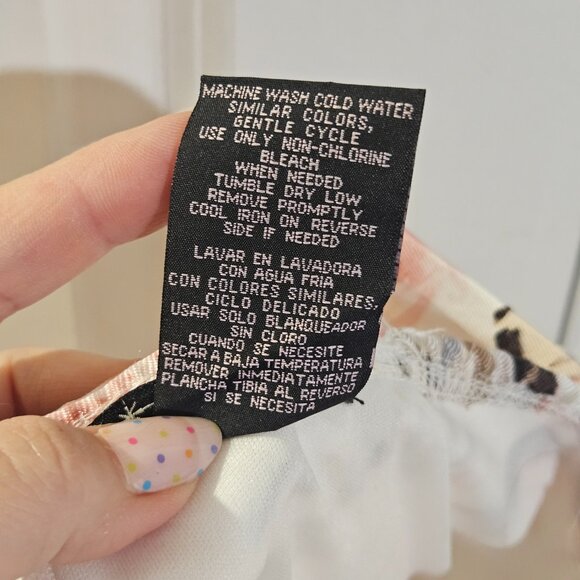 MACHINE WASH COLD WATER
SIMILAR COLORS,
GENTLE CYCLE
USE ONLY NON-CHLORINE
BLEACH
WHEN NEEDED
TUMBLE DRY LOW
REMOVE PROMPTLY
COOL IRON ON REVERSE
SIDE IF NEEDED
LAVAR EN LAVADORA
CON AGUA FRIA
CON COLORES SIMILARES,
CICLO DELICADO
USAR SOLO BLANQUEADOR
SIN CLORO
CUANDO SE NECESITE
SECAR A BAJA TEMPERATURA
REMOVER INMEDIATAMENTE
PLANCHA TIBIA AL REVERSE
SI SE NECESITA